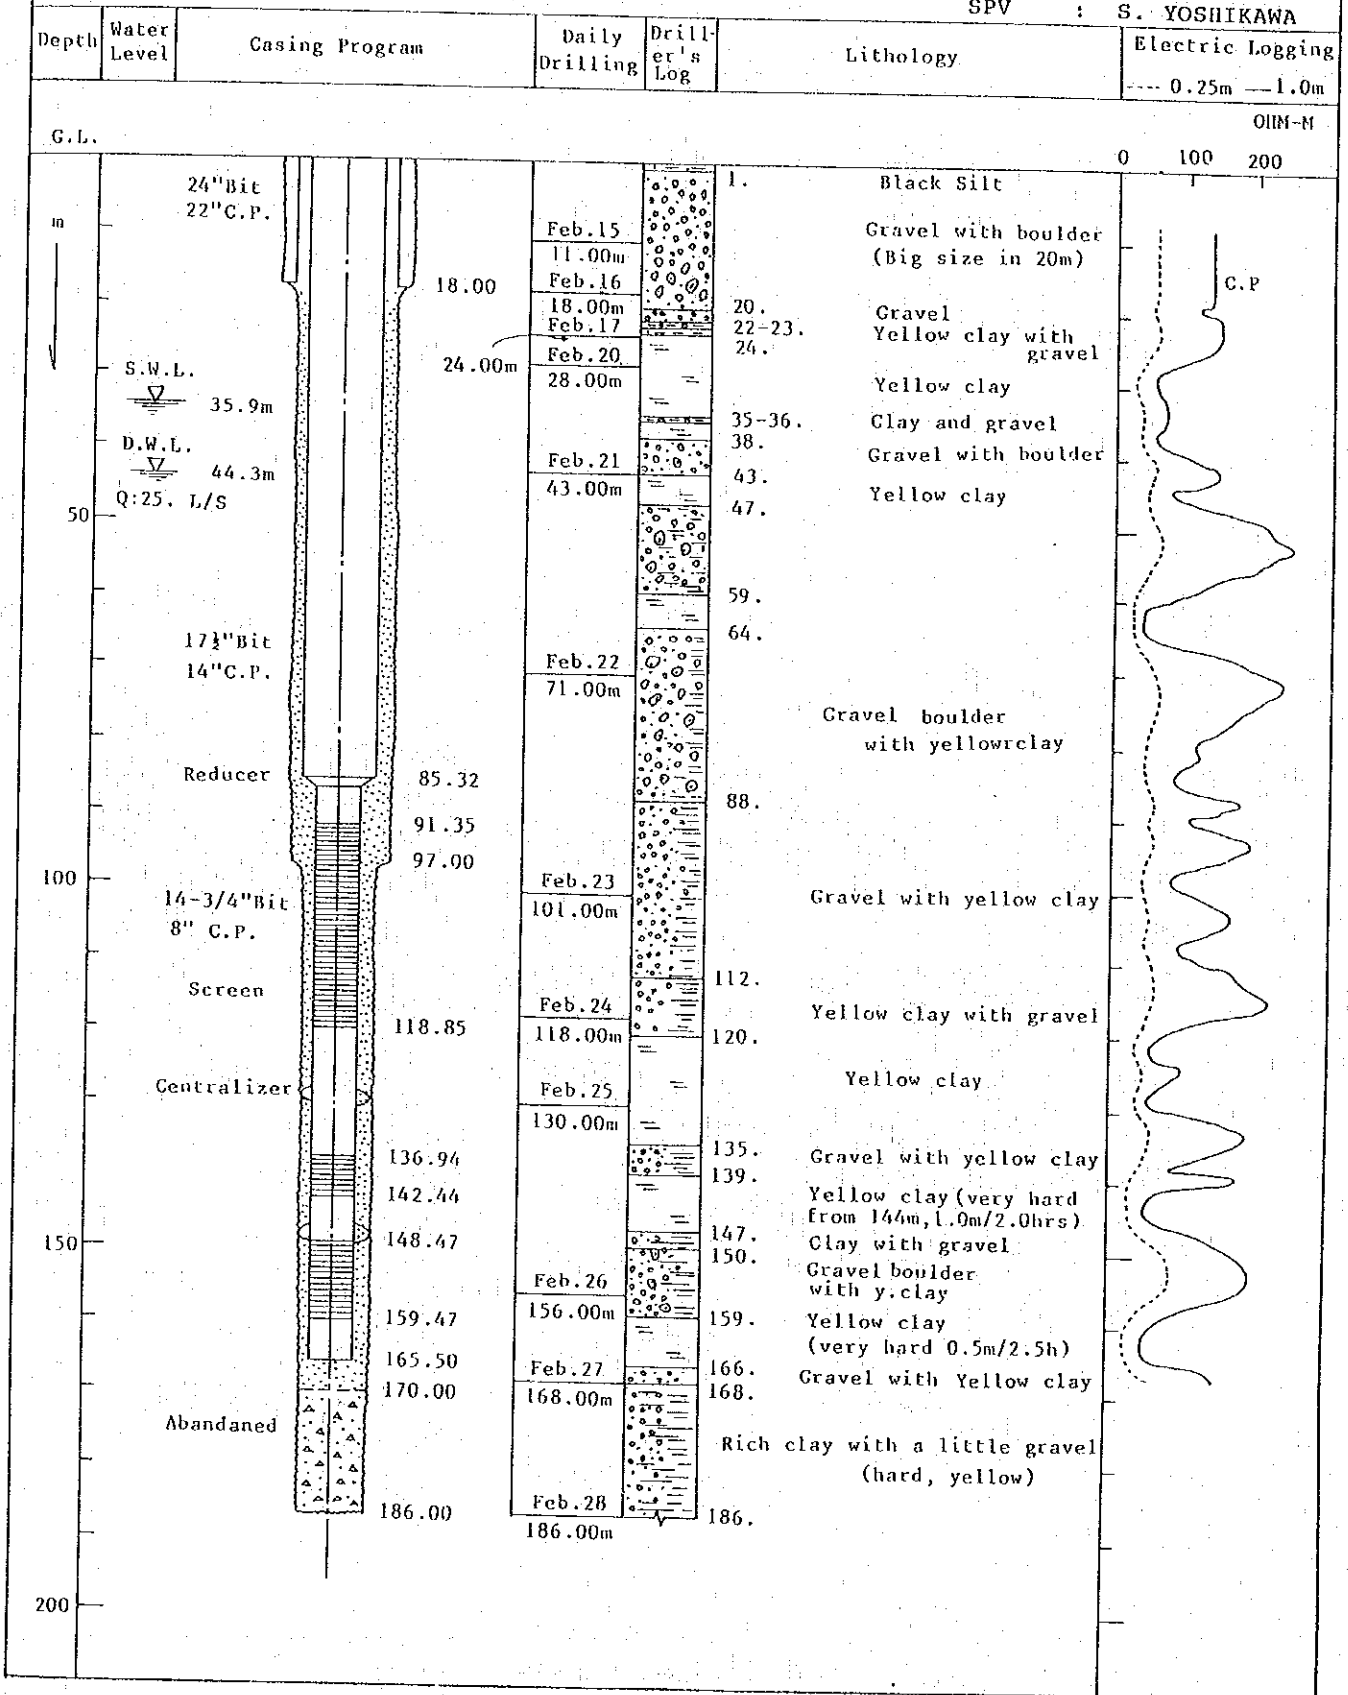 SPV : S. YOSHIKAWA
Depth
Water Level
Casing Program
Daily Drilling
Drill-er's Log
Lithology
Electric Logging
---- 0.25m —1.0m
OHM-M
G.L.
0 100 200
m
24"Bit
22"C.P.
18.00
24.00m
S.W.L.
35.9m
D.W.L.
44.3m
Q:25. L/S
50
17½"Bit
14"C.P.
Reducer
85.32
91.35
97.00
100
14-3/4"Bit
8" C.P.
Screen
118.85
Centralizer
136.94
142.44
148.47
150
159.47
165.50
170.00
Abandaned
186.00
200
Feb.15
11.00m
Feb.16
18.00m
Feb.17
Feb.20
28.00m
Feb.21
43.00m
Feb.22
71.00m
Feb.23
101.00m
Feb.24
118.00m
Feb.25
130.00m
Feb.26
156.00m
Feb.27
168.00m
Feb.28
186.00m
1.
20.
22-23.
24.
35-36.
38.
43.
47.
59.
64.
88.
112.
120.
135.
139.
147.
150.
159.
166.
168.
186.
Black Silt
Gravel with boulder
(Big size in 20m)
Gravel
Yellow clay with
gravel
Yellow clay
Clay and gravel
Gravel with boulder
Yellow clay
Gravel boulder
with yellowrclay
Gravel with yellow clay
Yellow clay with gravel
Yellow clay
Gravel with yellow clay
Yellow clay(very hard
from 144m,1.0m/2.0hrs)
Clay with gravel
Gravel boulder
with y.clay
Yellow clay
(very hard 0.5m/2.5h)
Gravel with Yellow clay
Rich clay with a little gravel
(hard, yellow)
C.P